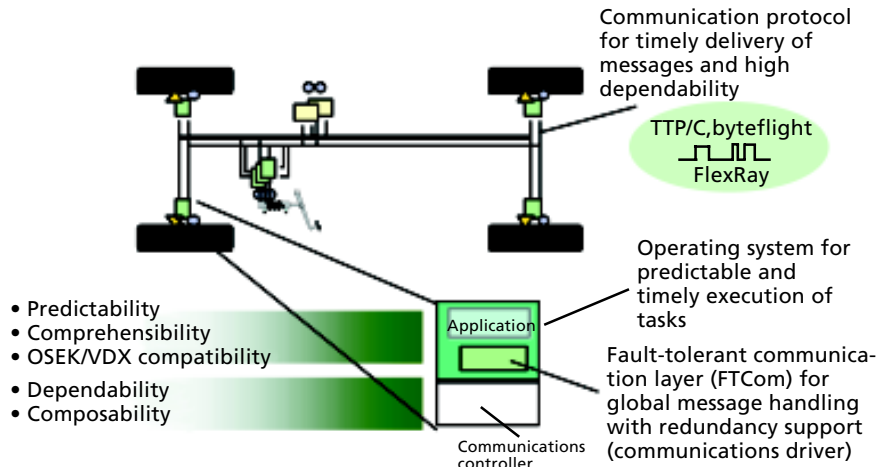 Communication protocol
for timely delivery of
messages and high
dependability
TTP/C,byteflight
FlexRay
Operating system for
predictable and
timely execution of
tasks
• Predictability
• Comprehensibility
• OSEK/VDX compatibility
• Dependability
• Composability
Application
Fault-tolerant communica-
tion layer (FTCom) for
global message handling
with redundancy support
(communications driver)
Communications
controller